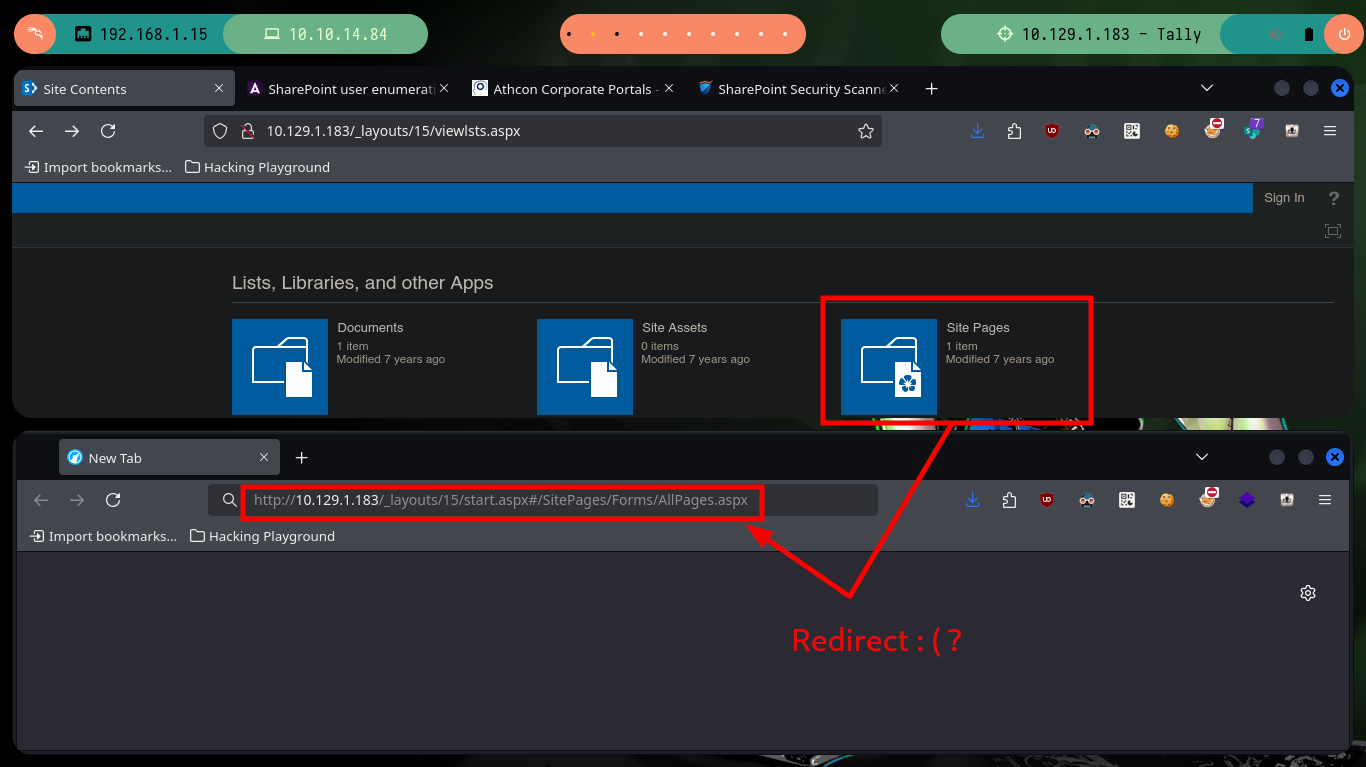 192.168.1.15
10.10.14.84
10.129.1.183 - Tally
Site Contents
SharePoint user enumerat
Athcon Corporate Portals -
SharePoint Security Scanne
10.129.1.183/_layouts/15/viewlsts.aspx
7
Import bookmarks...
Hacking Playground
Sign In
?
Lists, Libraries, and other Apps
Documents
1 item
Modified 7 years ago
Site Assets
0 items
Modified 7 years ago
Site Pages
1 item
Modified 7 years ago
New Tab
http://10.129.1.183/_layouts/15/start.aspx#/SitePages/Forms/AllPages.aspx
Import bookmarks...
Hacking Playground
Redirect :( ?